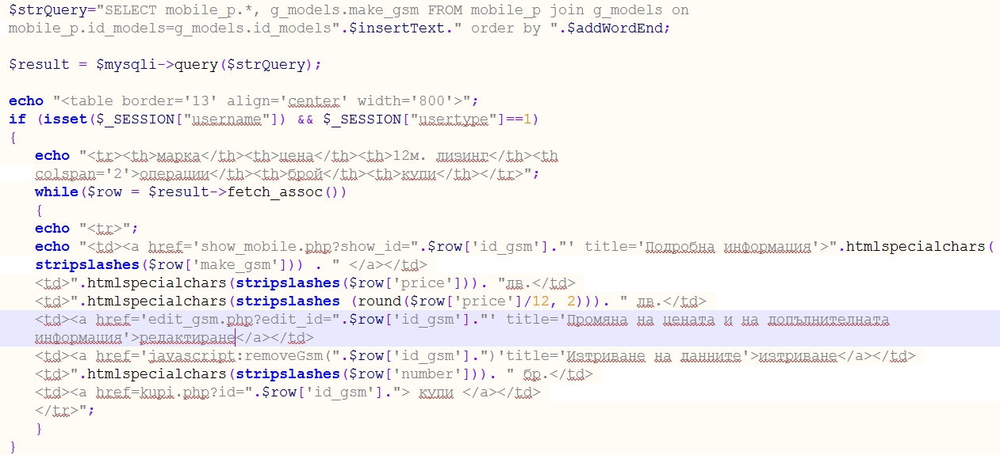 $strQuery="SELECT mobile_p.*, g_models.make_gsm FROM mobile_p join g_models on
mobile_p.id_models=g_models.id_models".$insertText." order by ".$addWordEnd;
$result = $mysqli->query($strQuery);
echo "<table border='13' align='center' width='800'>";
if (isset($_SESSION["username"]) && $_SESSION["usertype"]==1)
{
echo "<tr><th>марка</th><th>цена</th><th>12м. лизинг</th><th
colspan='2'>операции</th><th>брой</th><th>купи</th></tr>";
while($row = $result->fetch_assoc())
{
echo "<tr>";
echo "<td><a href='show_mobile.php?show_id=".$row['id_gsm']."' title='Подробна информация'>".htmlspecialchars(
stripslashes($row['make_gsm'])) . " </a></td>
<td>".htmlspecialchars(stripslashes($row['price'])). "лв.</td>
<td>".htmlspecialchars(stripslashes (round($row['price']/12, 2))). " лв.</td>
<td><a href='edit_gsm.php?edit_id=".$row['id_gsm']."' title='Промяна на цената и на допълнителната
информация'>редактиране</a></td>
<td><a href='javascript:removeGsm(".$row['id_gsm'].")'title='Изтриване на данните'>изтриване</a></td>
<td>".htmlspecialchars(stripslashes($row['number'])). " бр.</td>
<td><a href=kupi.php?id=".$row['id_gsm']."> купи </a></td>
</tr>";
}
}